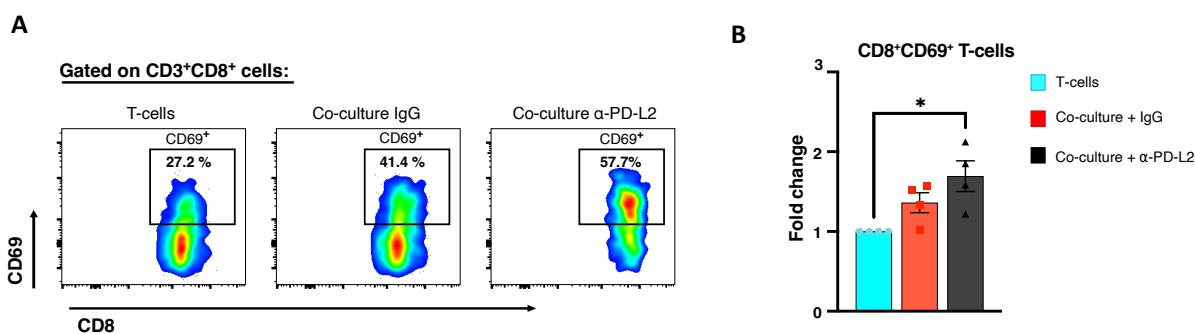 A
Gated on CD3⁺CD8⁺ cells:
T-cells
Co-culture IgG
Co-culture α-PD-L2
CD69⁺
27.2 %
CD69⁺
41.4 %
CD69⁺
57.7%
CD69
CD8
B
CD8⁺CD69⁺ T-cells
Fold change
3
2
1
0
*
T-cells
Co-culture + IgG
Co-culture + α-PD-L2